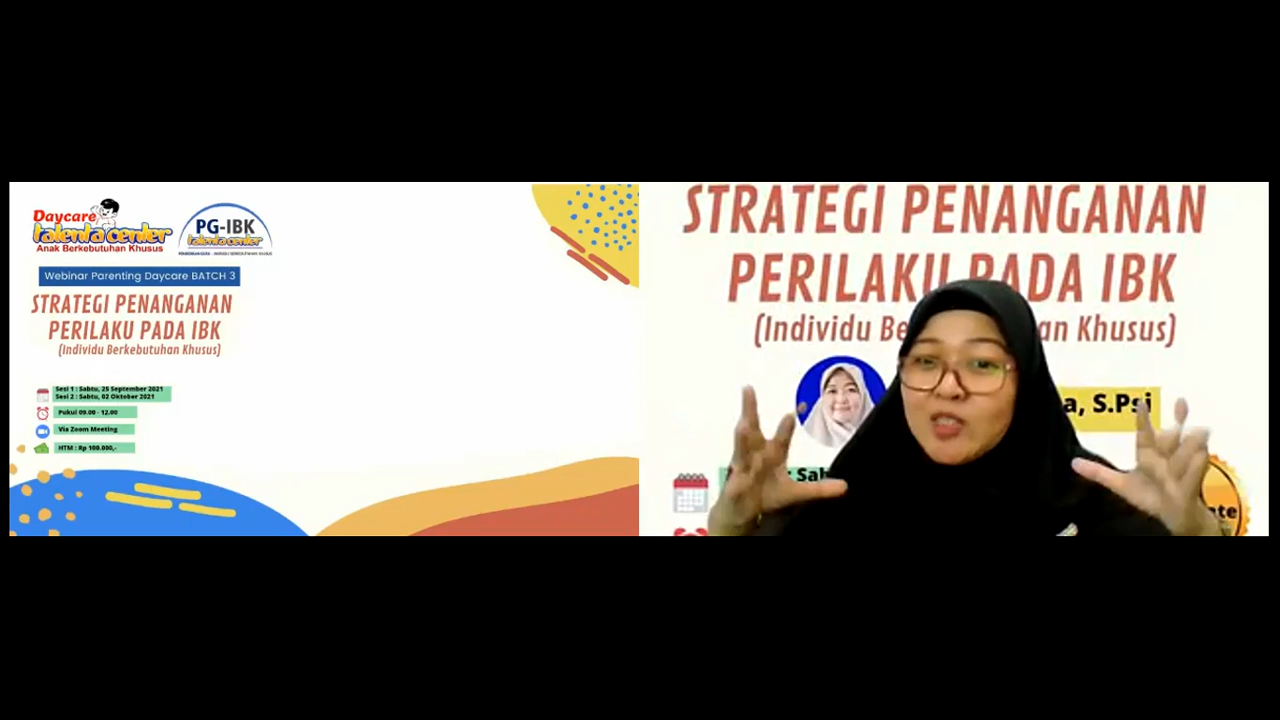 Daycare
talenta center
Anak Berkebutuhan Khusus
PG-IBK
talenta center
Webinar Parenting Daycare BATCH 3
STRATEGI PENANGANAN
PERILAKU PADA IBK
(Individu Berkebutuhan Khusus)
Sesi 1 : Sabtu, 25 September 2021
Sesi 2 : Sabtu, 02 Oktober 2021
Pukul 09.00 - 12.00
Via Zoom Meeting
HTM : Rp 100.000,-
STRATEGI PENANGANAN
PERILAKU PADA IBK
(Individu Be an Khusus)
a, S.Psi
Sab
ate